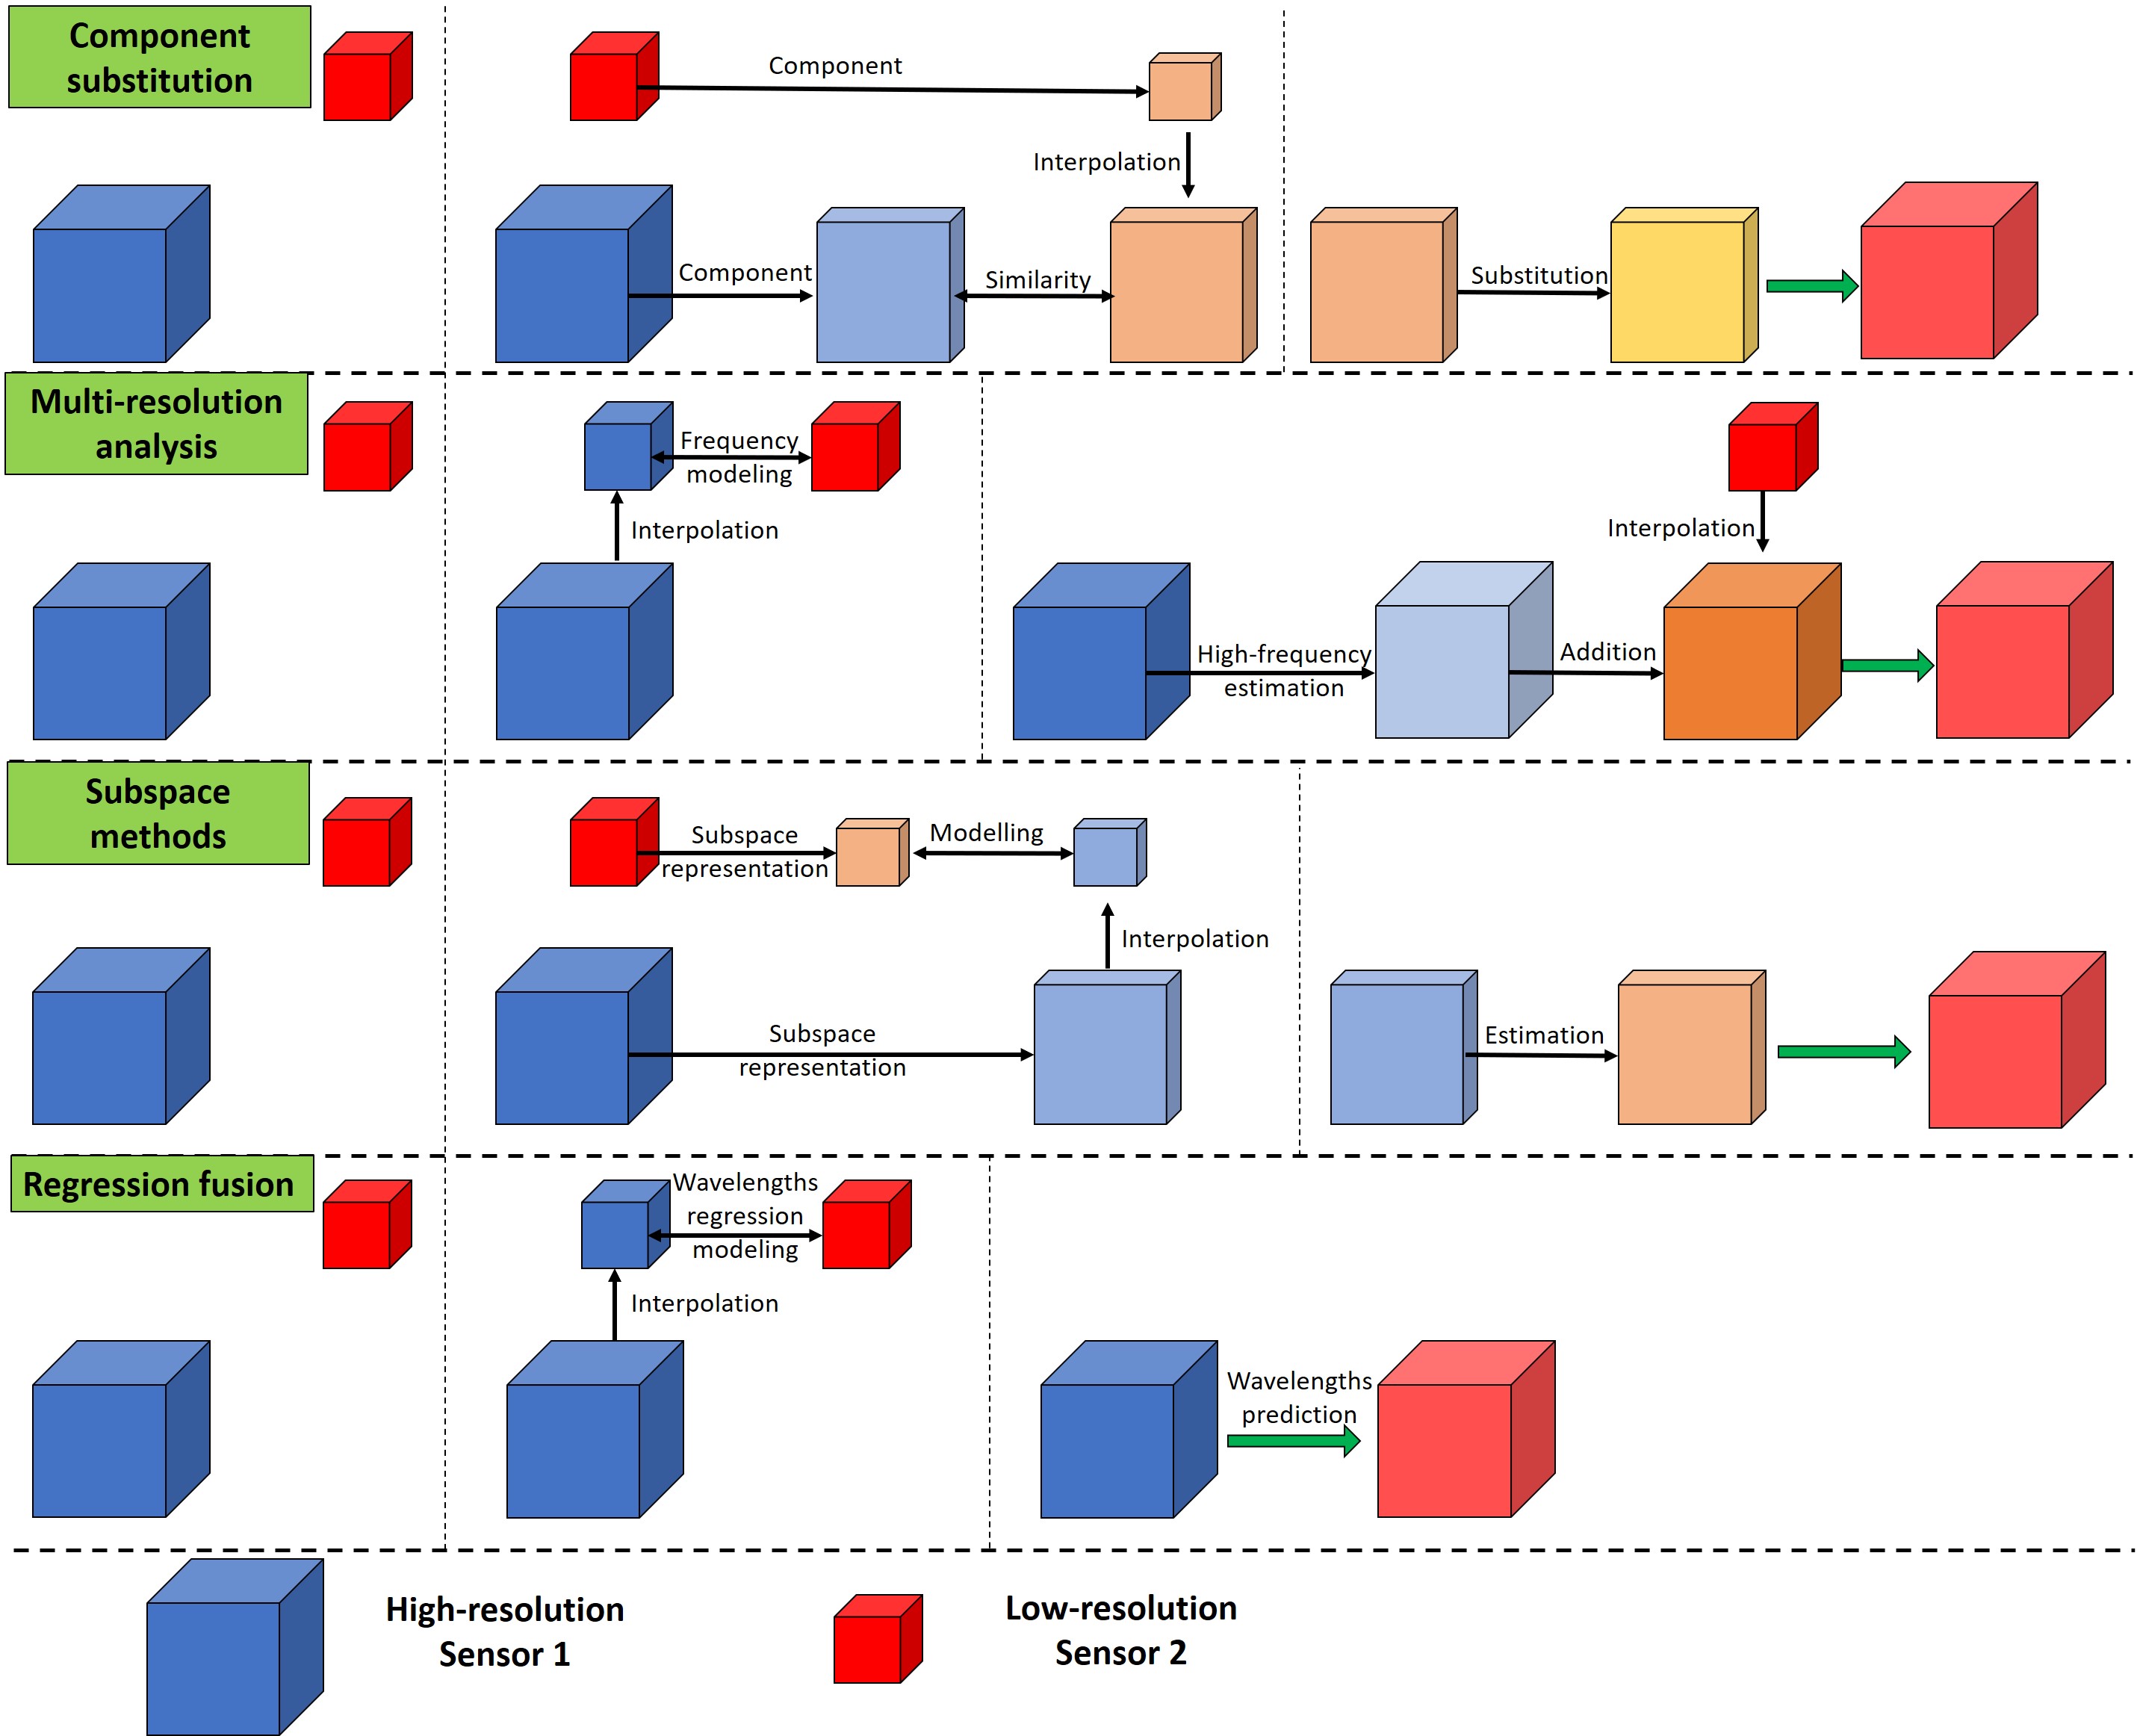 Component
substitution
Component
Interpolation
Component
Similarity
Substitution
Multi-resolution
analysis
Frequency
modeling
Interpolation
Interpolation
High-frequency
estimation
Addition
Subspace
methods
Subspace
representation
Modelling
Interpolation
Subspace
representation
Estimation
Regression fusion
Wavelengths
regression
modeling
Interpolation
Wavelengths
prediction
High-resolution
Sensor 1
Low-resolution
Sensor 2